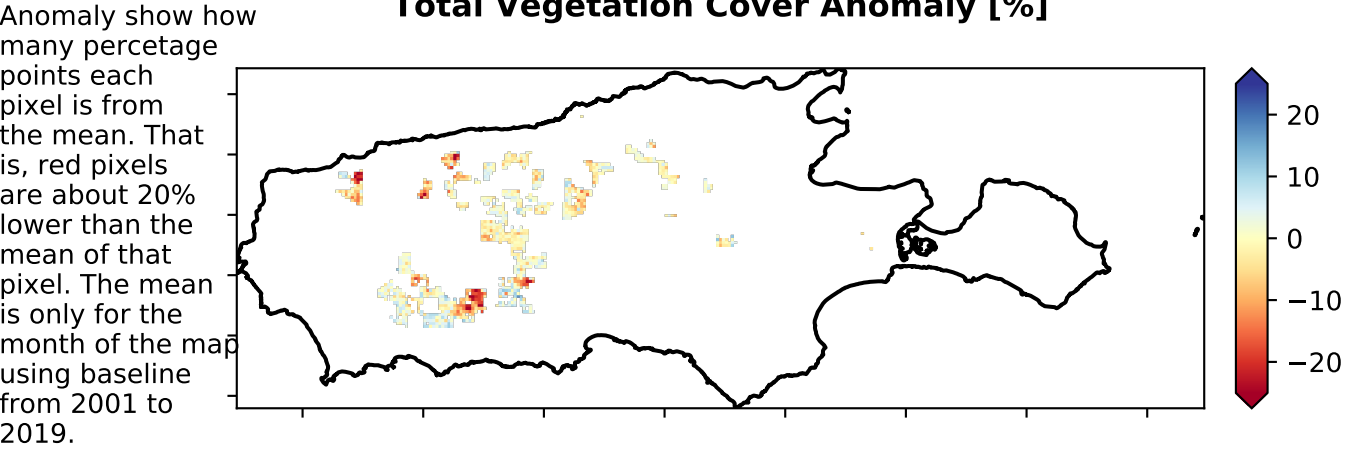 Total Vegetation Cover Anomaly [%]
Anomaly show how
many percetage
points each
pixel is from
the mean. That
is, red pixels
are about 20%
lower than the
mean of that
pixel. The mean
is only for the
month of the map
using baseline
from 2001 to
2019.
20
10
0
−10
−20